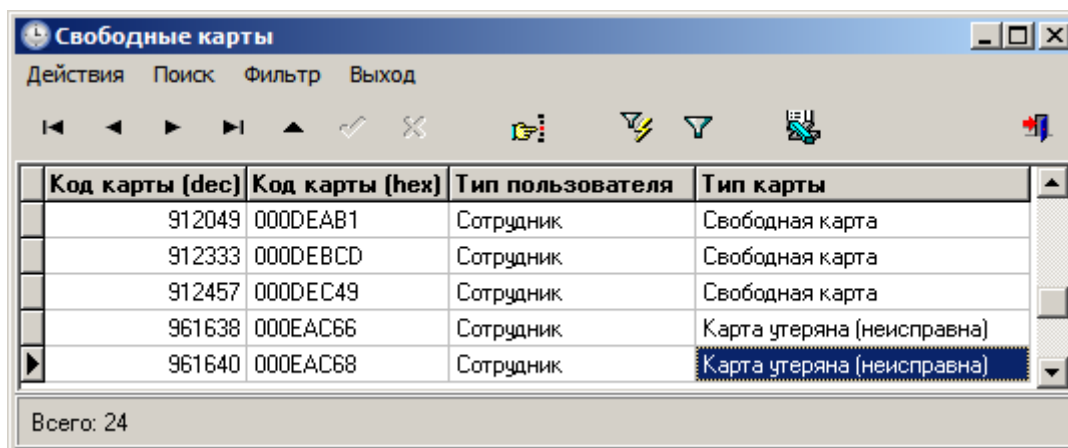 Свободные карты
Действия Поиск Фильтр Выход
Код карты (dec) Код карты (hex) Тип пользователя Тип карты
912049 000DEAB1 Сотрудник Свободная карта
912333 000DEBCD Сотрудник Свободная карта
912457 000DEC49 Сотрудник Свободная карта
961638 000EAC66 Сотрудник Карта утеряна (неисправна)
961640 000EAC68 Сотрудник Карта утеряна (неисправна)
Всего: 24